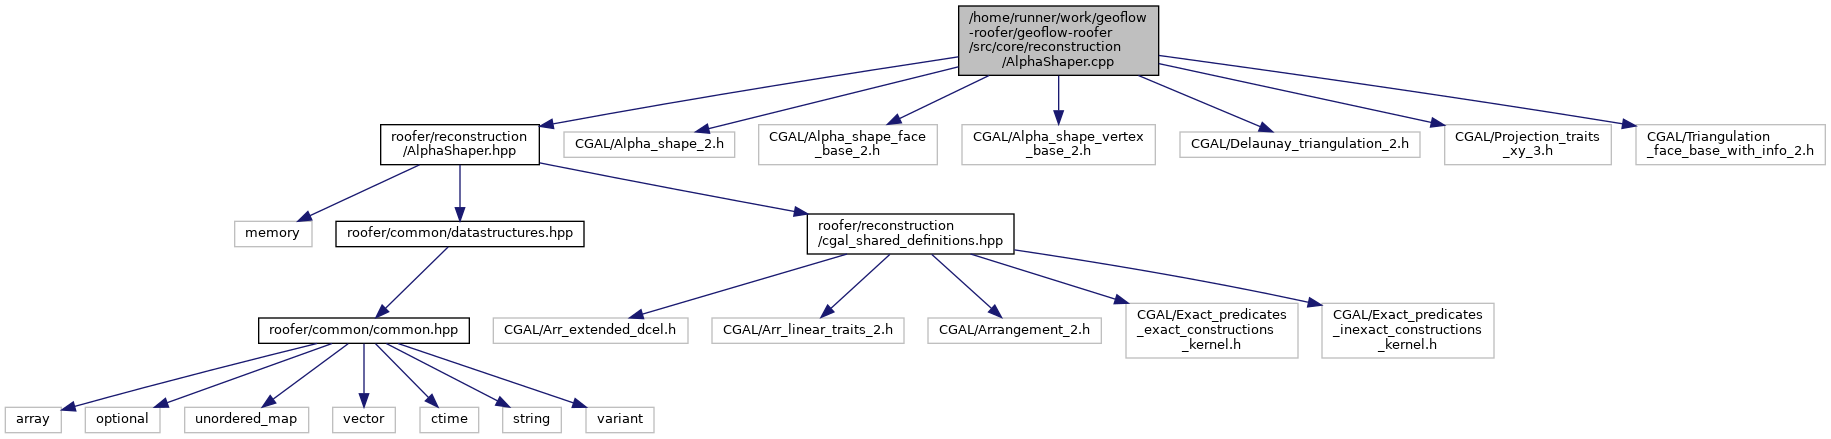 /home/runner/work/geoflow
-roofer/geoflow-roofer
/src/core/reconstruction
/AlphaShaper.cpp
roofer/reconstruction
/AlphaShaper.hpp
CGAL/Alpha_shape_2.h
CGAL/Alpha_shape_face
_base_2.h
CGAL/Alpha_shape_vertex
_base_2.h
CGAL/Delaunay_triangulation_2.h
CGAL/Projection_traits
_xy_3.h
CGAL/Triangulation
_face_base_with_info_2.h
memory
roofer/common/datastructures.hpp
roofer/reconstruction
/cgal_shared_definitions.hpp
roofer/common/common.hpp
CGAL/Arr_extended_dcel.h
CGAL/Arr_linear_traits_2.h
CGAL/Arrangement_2.h
CGAL/Exact_predicates
_exact_constructions
_kernel.h
CGAL/Exact_predicates
_inexact_constructions
_kernel.h
array
optional
unordered_map
vector
ctime
string
variant